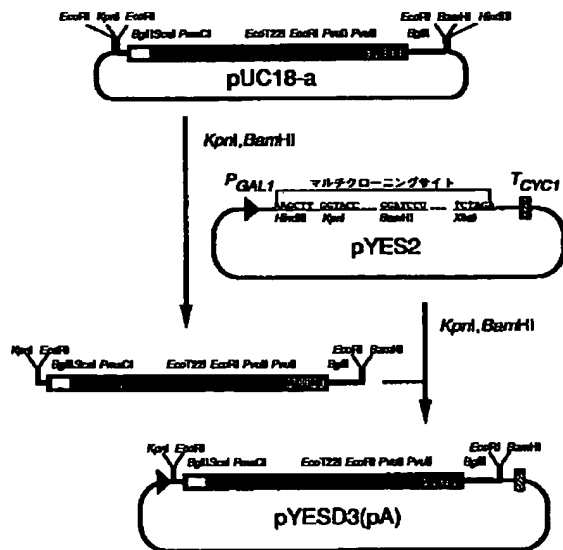 EcoRI KpnI EcoRI
EcoRI BamHI HindIII
BglII ScaI PmaCI EcoT22I EcoRI PvuII PvuII BglII
pUC18-a
KpnI,BamHI
PGAL1 マルチクローニングサイト TCYC1
AAGCTT GGTACC GGATCC TCTAGA
HindIII KpnI BamHI XbaI
pYES2
KpnI,BamHI
KpnI EcoRI
EcoRI BamHI
BglII ScaI PmaCI EcoT22I EcoRI PvuII PvuII BglII
KpnI EcoRI
EcoRI BamHI
BglII ScaI PmaCI EcoT22I EcoRI PvuII PvuII BglII
pYESD3(pA)